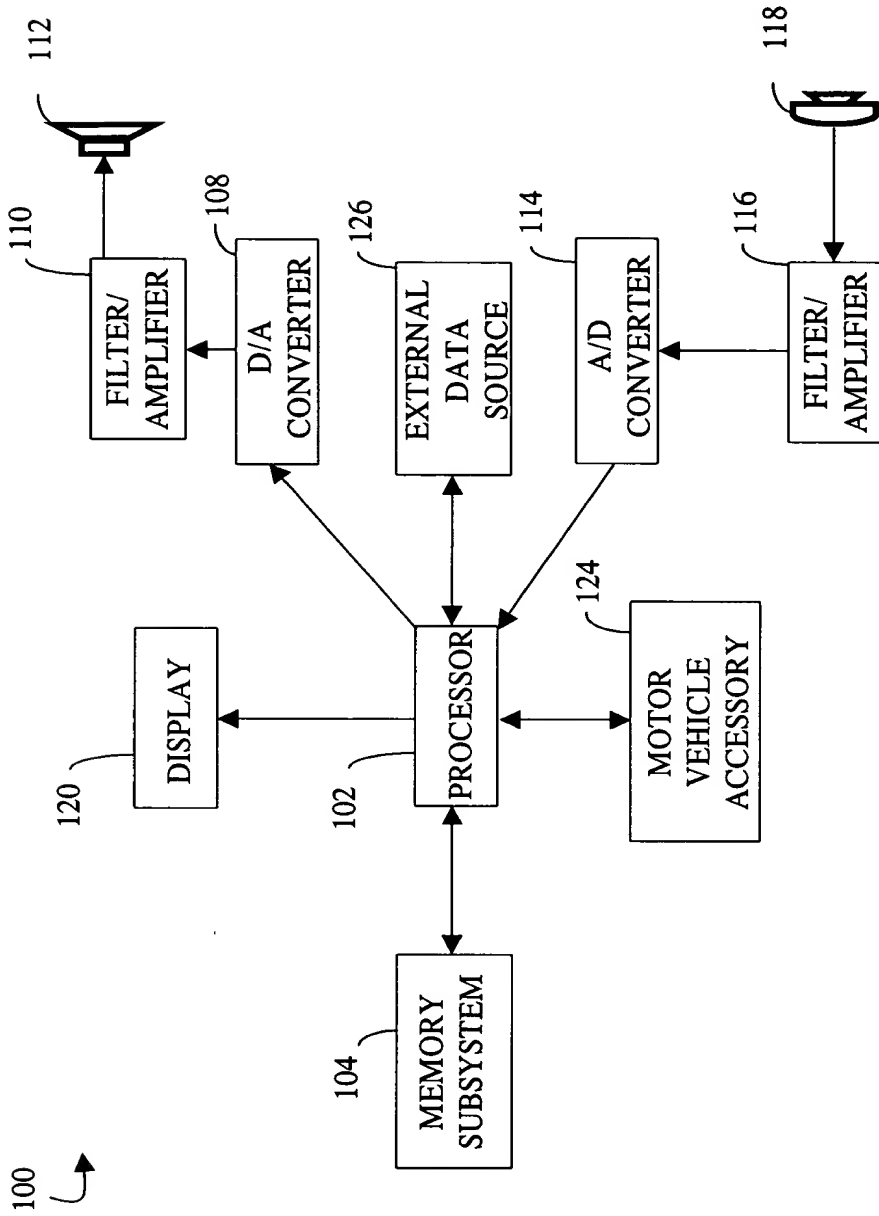 100
104
MEMORY
SUBSYSTEM
120
DISPLAY
102
PROCESSOR
124
MOTOR
VEHICLE
ACCESSORY
110
FILTER/
AMPLIFIER
112
108
D/A
CONVERTER
126
EXTERNAL
DATA
SOURCE
114
A/D
CONVERTER
116
FILTER/
AMPLIFIER
118